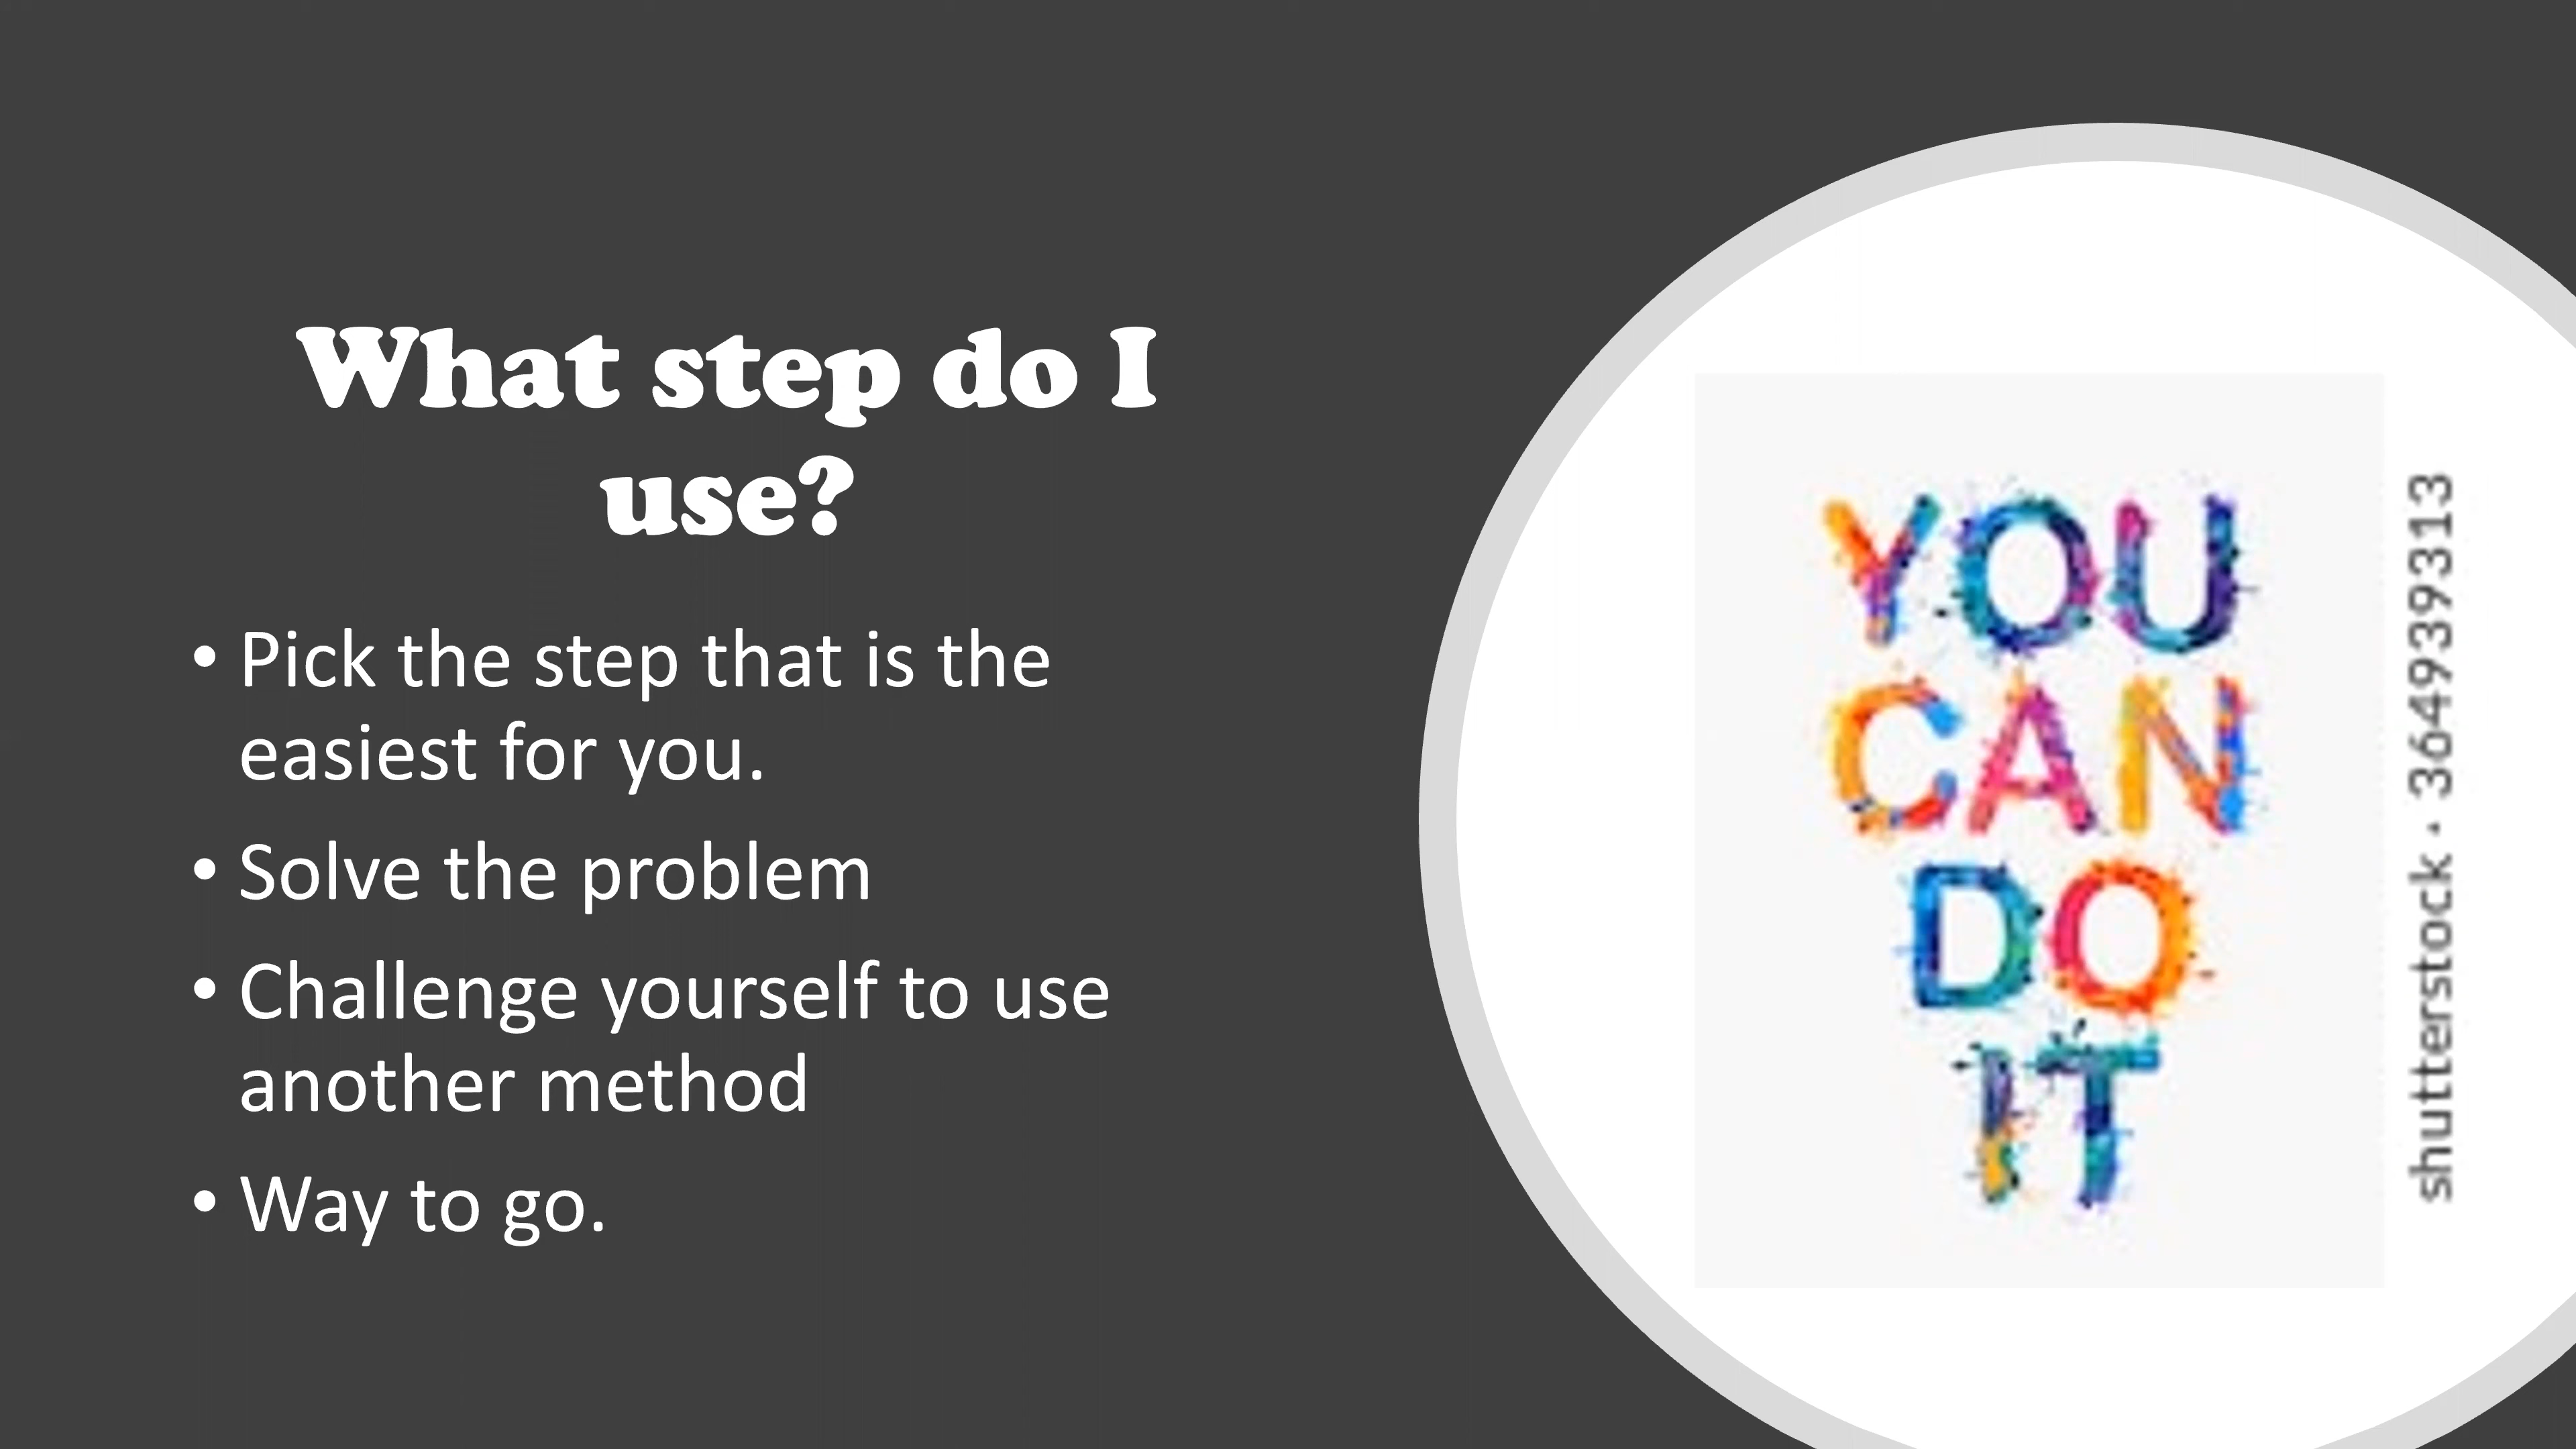 What step do I
use?
• Pick the step that is the
easiest for you.
• Solve the problem
• Challenge yourself to use
another method
• Way to go.
YOU
CAN
DO
IT
shutterstock · 364939313